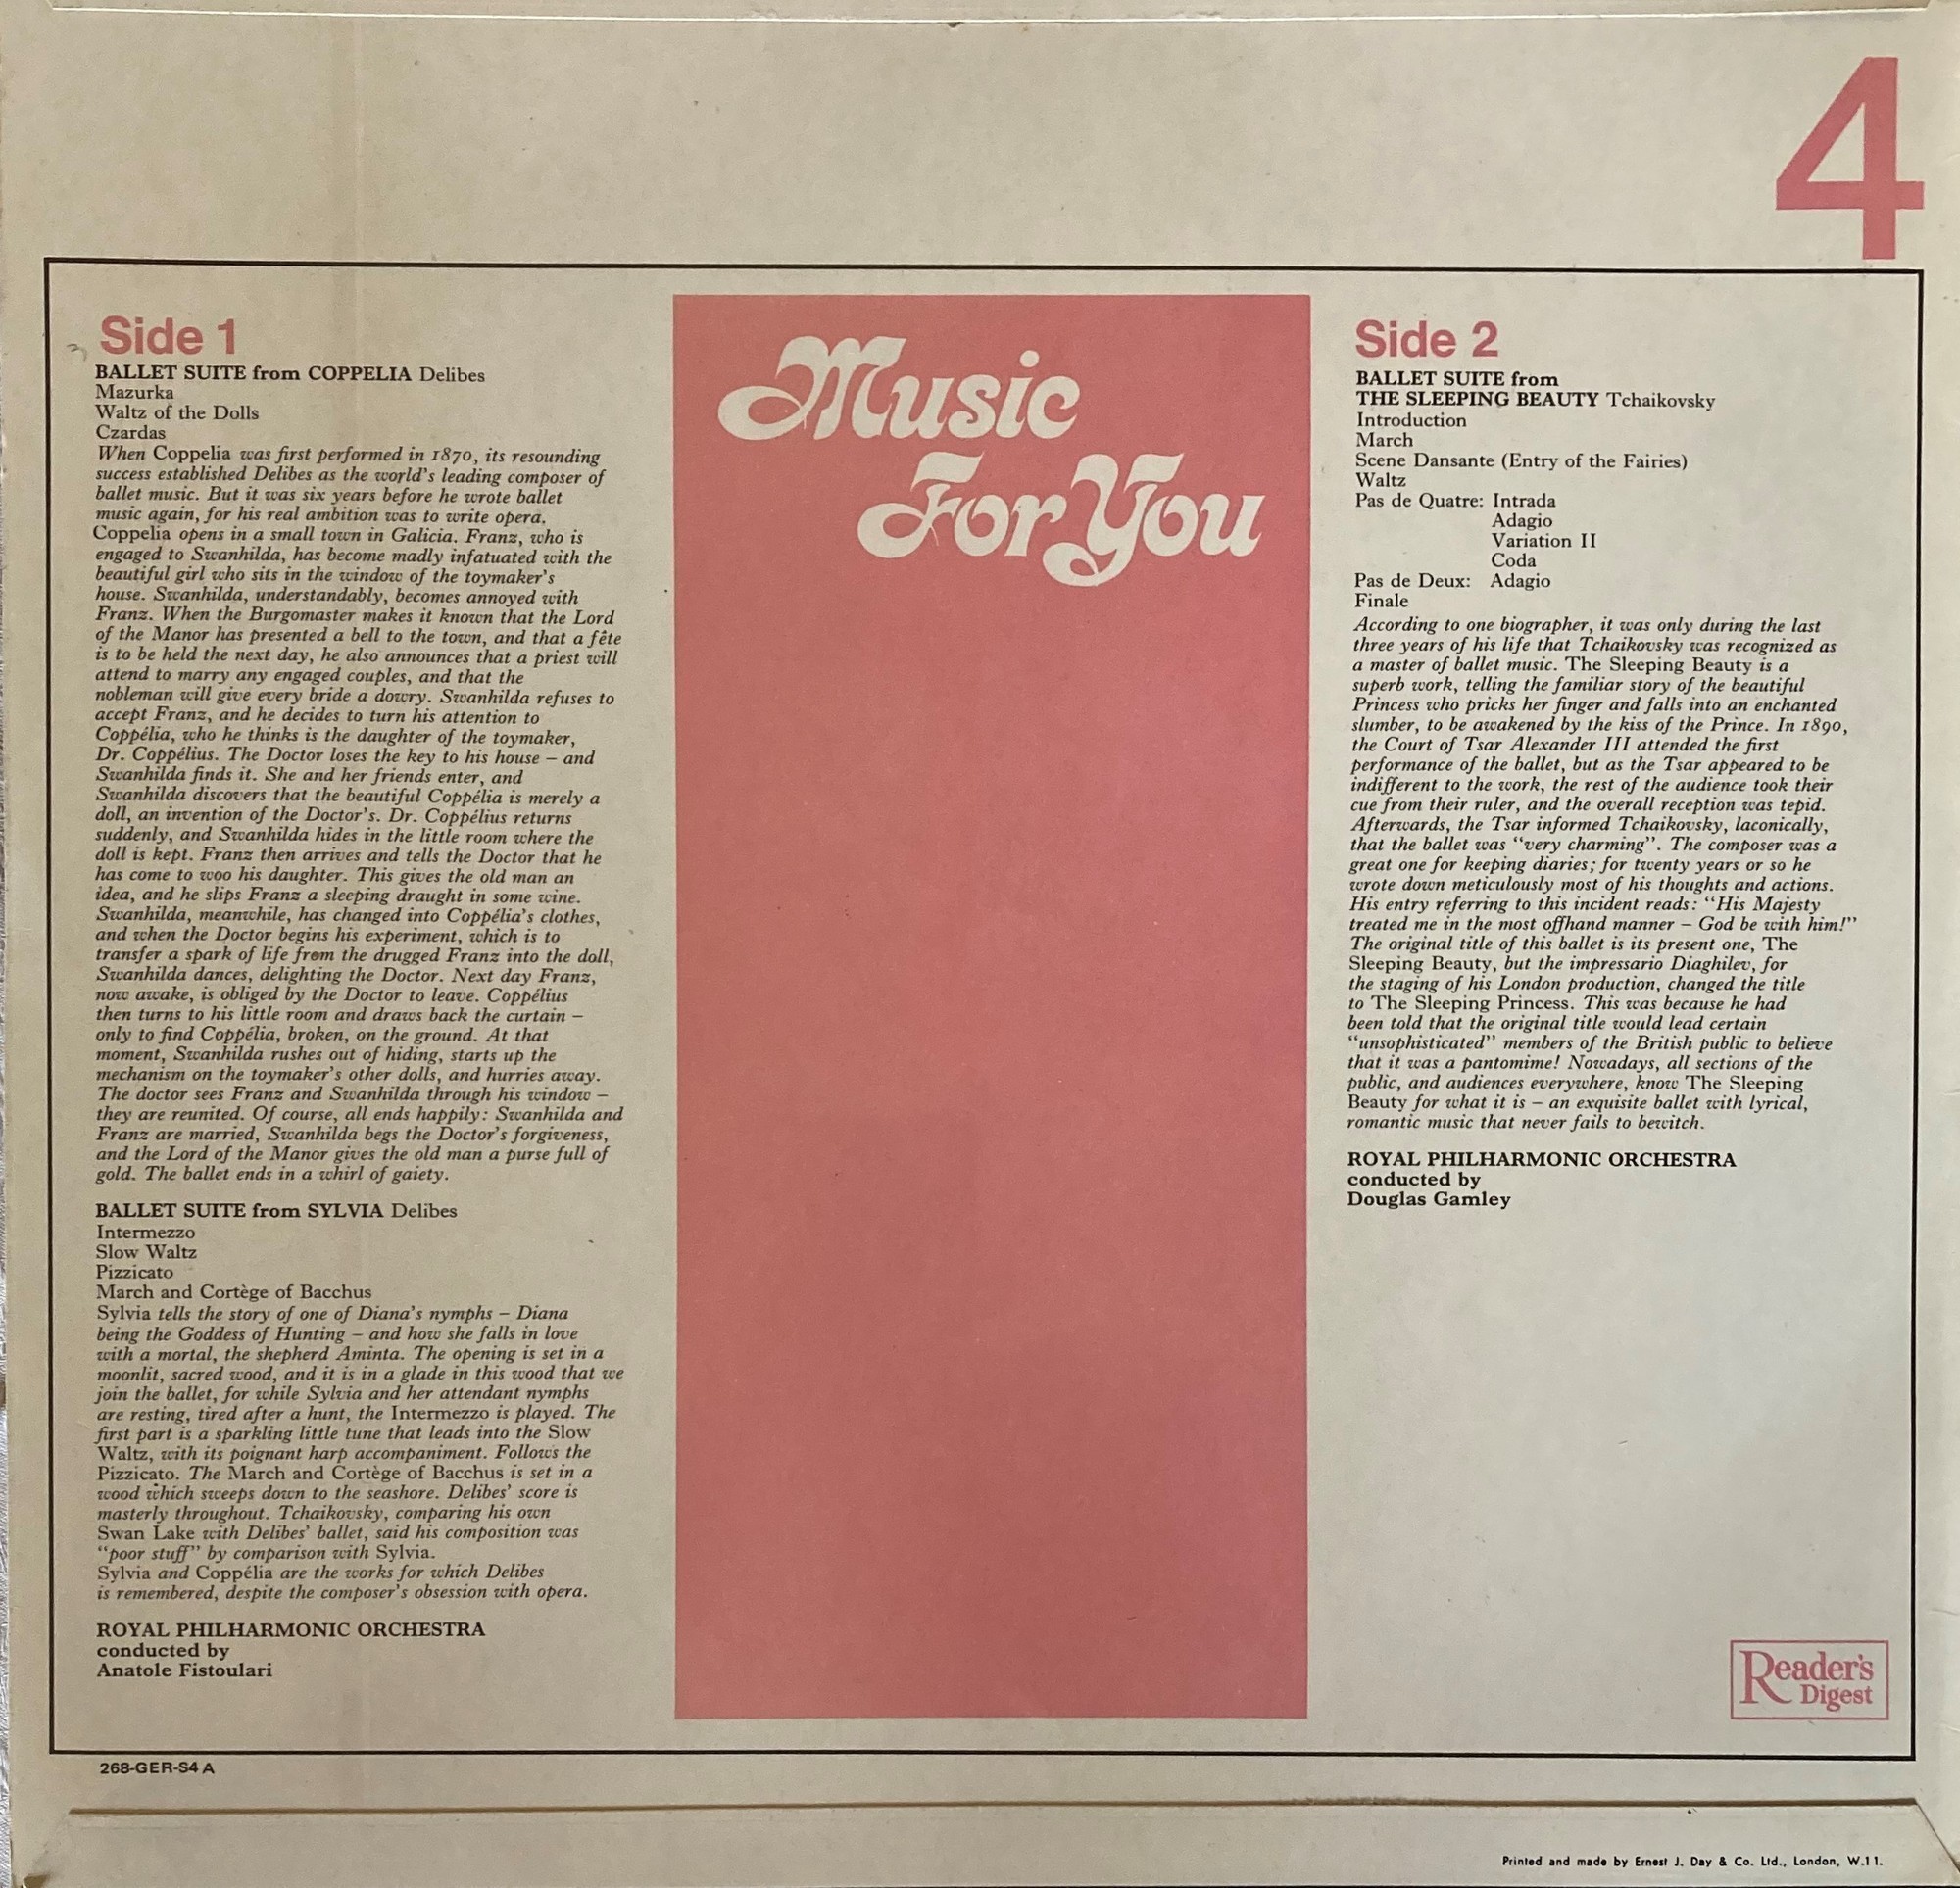 4
Side 1
BALLET SUITE from COPPELIA Delibes
Mazurka
Waltz of the Dolls
Czardas
When Coppelia was first performed in 1870, its resounding
success established Delibes as the world's leading composer of
ballet music. But it was six years before he wrote ballet
music again, for his real ambition was to write opera.
Coppelia opens in a small town in Galicia. Franz, who is
engaged to Swanhilda, has become madly infatuated with the
beautiful girl who sits in the window of the toymaker's
house. Swanhilda, understandably, becomes annoyed with
Franz. When the Burgomaster makes it known that the Lord
of the Manor has presented a bell to the town, and that a fête
is to be held the next day, he also announces that a priest will
attend to marry any engaged couples, and that the
nobleman will give every bride a dowry. Swanhilda refuses to
accept Franz, and he decides to turn his attention to
Coppélia, who he thinks is the daughter of the toymaker,
Dr. Coppélius. The Doctor loses the key to his house – and
Swanhilda finds it. She and her friends enter, and
Swanhilda discovers that the beautiful Coppélia is merely a
doll, an invention of the Doctor's. Dr. Coppélius returns
suddenly, and Swanhilda hides in the little room where the
doll is kept. Franz then arrives and tells the Doctor that he
has come to woo his daughter. This gives the old man an
idea, and he slips Franz a sleeping draught in some wine.
Swanhilda, meanwhile, has changed into Coppélia's clothes,
and when the Doctor begins his experiment, which is to
transfer a spark of life from the drugged Franz into the doll,
Swanhilda dances, delighting the Doctor. Next day Franz,
now awake, is obliged by the Doctor to leave. Coppélius
then turns to his little room and draws back the curtain –
only to find Coppélia, broken, on the ground. At that
moment, Swanhilda rushes out of hiding, starts up the
mechanism on the toymaker's other dolls, and hurries away.
The doctor sees Franz and Swanhilda through his window –
they are reunited. Of course, all ends happily: Swanhilda and
Franz are married, Swanhilda begs the Doctor's forgiveness,
and the Lord of the Manor gives the old man a purse full of
gold. The ballet ends in a whirl of gaiety.
BALLET SUITE from SYLVIA Delibes
Intermezzo
Slow Waltz
Pizzicato
March and Cortège of Bacchus
Sylvia tells the story of one of Diana's nymphs – Diana
being the Goddess of Hunting – and how she falls in love
with a mortal, the shepherd Aminta. The opening is set in a
moonlit, sacred wood, and it is in a glade in this wood that we
join the ballet, for while Sylvia and her attendant nymphs
are resting, tired after a hunt, the Intermezzo is played. The
first part is a sparkling little tune that leads into the Slow
Waltz, with its poignant harp accompaniment. Follows the
Pizzicato. The March and Cortège of Bacchus is set in a
wood which sweeps down to the seashore. Delibes' score is
masterly throughout. Tchaikovsky, comparing his own
Swan Lake with Delibes' ballet, said his composition was
“poor stuff” by comparison with Sylvia.
Sylvia and Coppélia are the works for which Delibes
is remembered, despite the composer's obsession with opera.
ROYAL PHILHARMONIC ORCHESTRA
conducted by
Anatole Fistoulari
Music
For You
Side 2
BALLET SUITE from
THE SLEEPING BEAUTY Tchaikovsky
Introduction
March
Scene Dansante (Entry of the Fairies)
Waltz
Pas de Quatre: Intrada
Adagio
Variation II
Coda
Pas de Deux: Adagio
Finale
According to one biographer, it was only during the last
three years of his life that Tchaikovsky was recognized as
a master of ballet music. The Sleeping Beauty is a
superb work, telling the familiar story of the beautiful
Princess who pricks her finger and falls into an enchanted
slumber, to be awakened by the kiss of the Prince. In 1890,
the Court of Tsar Alexander III attended the first
performance of the ballet, but as the Tsar appeared to be
indifferent to the work, the rest of the audience took their
cue from their ruler, and the overall reception was tepid.
Afterwards, the Tsar informed Tchaikovsky, laconically,
that the ballet was “very charming”. The composer was a
great one for keeping diaries; for twenty years or so he
wrote down meticulously most of his thoughts and actions.
His entry referring to this incident reads: “His Majesty
treated me in the most offhand manner – God be with him!”
The original title of this ballet is its present one, The
Sleeping Beauty, but the impressario Diaghilev, for
the staging of his London production, changed the title
to The Sleeping Princess. This was because he had
been told that the original title would lead certain
“unsophisticated” members of the British public to believe
that it was a pantomime! Nowadays, all sections of the
public, and audiences everywhere, know The Sleeping
Beauty for what it is – an exquisite ballet with lyrical,
romantic music that never fails to bewitch.
ROYAL PHILHARMONIC ORCHESTRA
conducted by
Douglas Gamley
Reader's
Digest
268-GER-S4 A
Printed and made by Ernest J. Day & Co. Ltd., London, W.11.